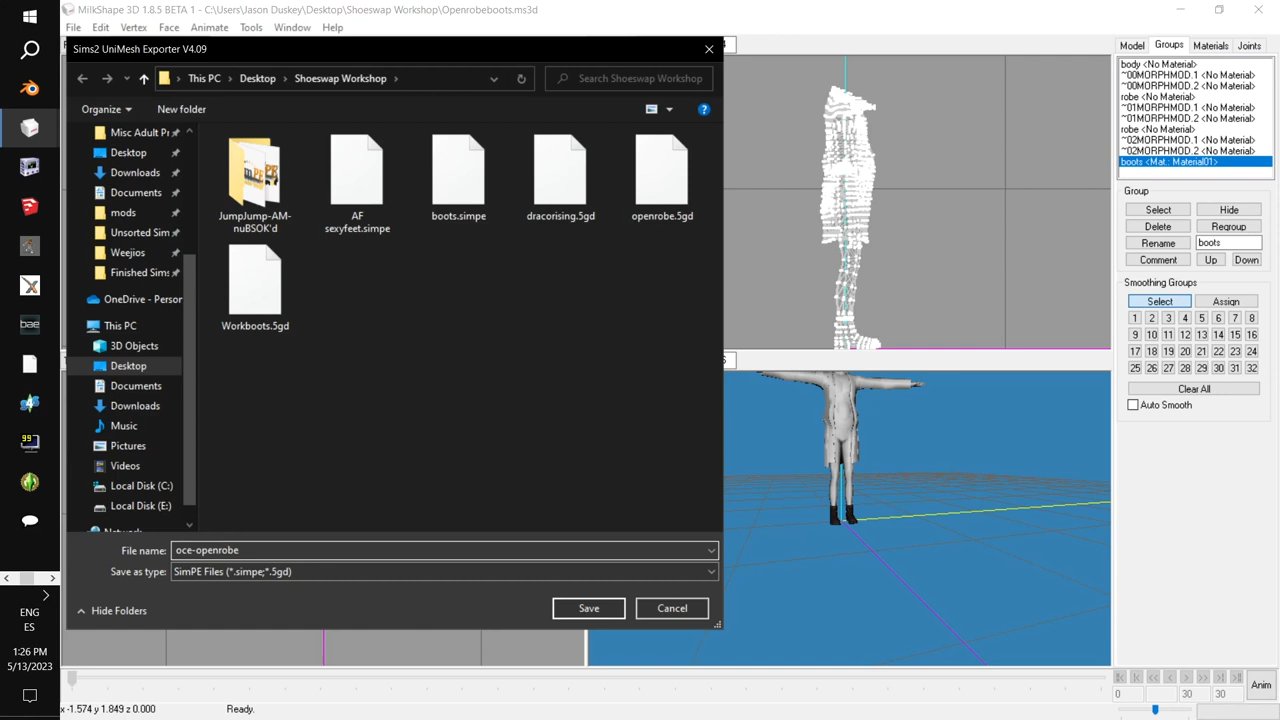 MilkShape 3D 1.8.5 BETA 1 - C:\Users\Jason Duskey\Desktop\Shoeswap Workshop\Openrobeboots.ms3d
File Edit Vertex Face Animate Tools Window Help
Sims2 UniMesh Exporter V4.09
This PC > Desktop > Shoeswap Workshop >
Search Shoeswap Workshop
Organize
New folder
Misc Adult Pr
Desktop
Downloads
Documents
mods
Unsorted Sim
Weejios
Finished Sims
OneDrive - Person
This PC
3D Objects
Desktop
Documents
Downloads
Music
Pictures
Videos
Local Disk (C:)
Local Disk (E:)
Network
JumpJump-AM-
nuBSOK'd
AF
sexyfeet.simpe
boots.simpe
dracorising.5gd
openrobe.5gd
Workboots.5gd
File name: oce-openrobe
Save as type: SimPE Files (*.simpe;*.5gd)
Hide Folders
Save
Cancel
Model Groups Materials Joints
body <No Material>
~00MORPHMOD.1 <No Material>
~00MORPHMOD.2 <No Material>
robe <No Material>
~01MORPHMOD.1 <No Material>
~01MORPHMOD.2 <No Material>
robe <No Material>
~02MORPHMOD.1 <No Material>
~02MORPHMOD.2 <No Material>
boots <Mat.: Material01>
Group
Select Hide
Delete Regroup
Rename boots
Comment Up Down
Smoothing Groups
Select Assign
1 2 3 4 5 6 7 8
9 10 11 12 13 14 15 16
17 18 19 20 21 22 23 24
25 26 27 28 29 30 31 32
Clear All
Auto Smooth
0 30 30
Anim
x -1.574 y 1.849 z 0.000
Ready.
bae
99
ENG
ES
1:26 PM
5/13/2023